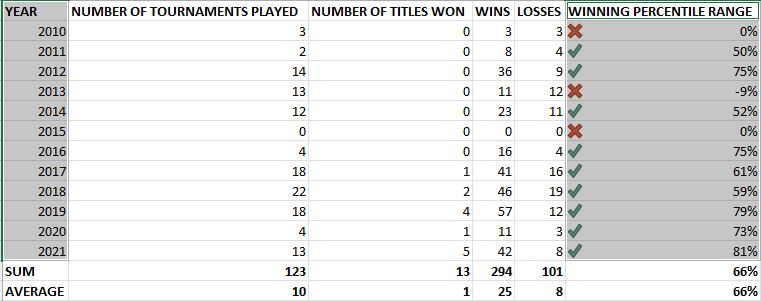 YEAR NUMBER OF TOURNAMENTS PLAYED NUMBER OF TITLES WON WINS LOSSES WINNING PERCENTILE RANGE
2010 3 0 3 3 0%
2011 2 0 8 4 50%
2012 14 0 36 9 75%
2013 13 0 11 12 -9%
2014 12 0 23 11 52%
2015 0 0 0 0 0%
2016 4 0 16 4 75%
2017 18 1 41 16 61%
2018 22 2 46 19 59%
2019 18 4 57 12 79%
2020 4 1 11 3 73%
2021 13 5 42 8 81%
SUM 123 13 294 101 66%
AVERAGE 10 1 25 8 66%